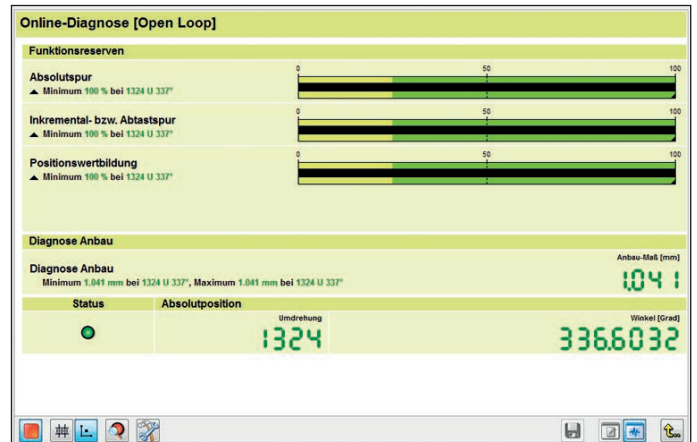 Online-Diagnose [Open Loop]
Funktionsreserven
0 50 100
Absolutspur
Minimum 100 % bei 1324 U 337°
0 50 100
Inkremental- bzw. Abtastspur
Minimum 100 % bei 1324 U 337°
0 50 100
Positionswertbildung
Minimum 100 % bei 1324 U 337°
Diagnose Anbau
Anbau-Maß [mm]
Diagnose Anbau
1.041
Minimum 1.041 mm bei 1324 U 337°, Maximum 1.041 mm bei 1324 U 337°
Status Absolutposition
Umdrehung Winkel [Grad]
1324 336.6032